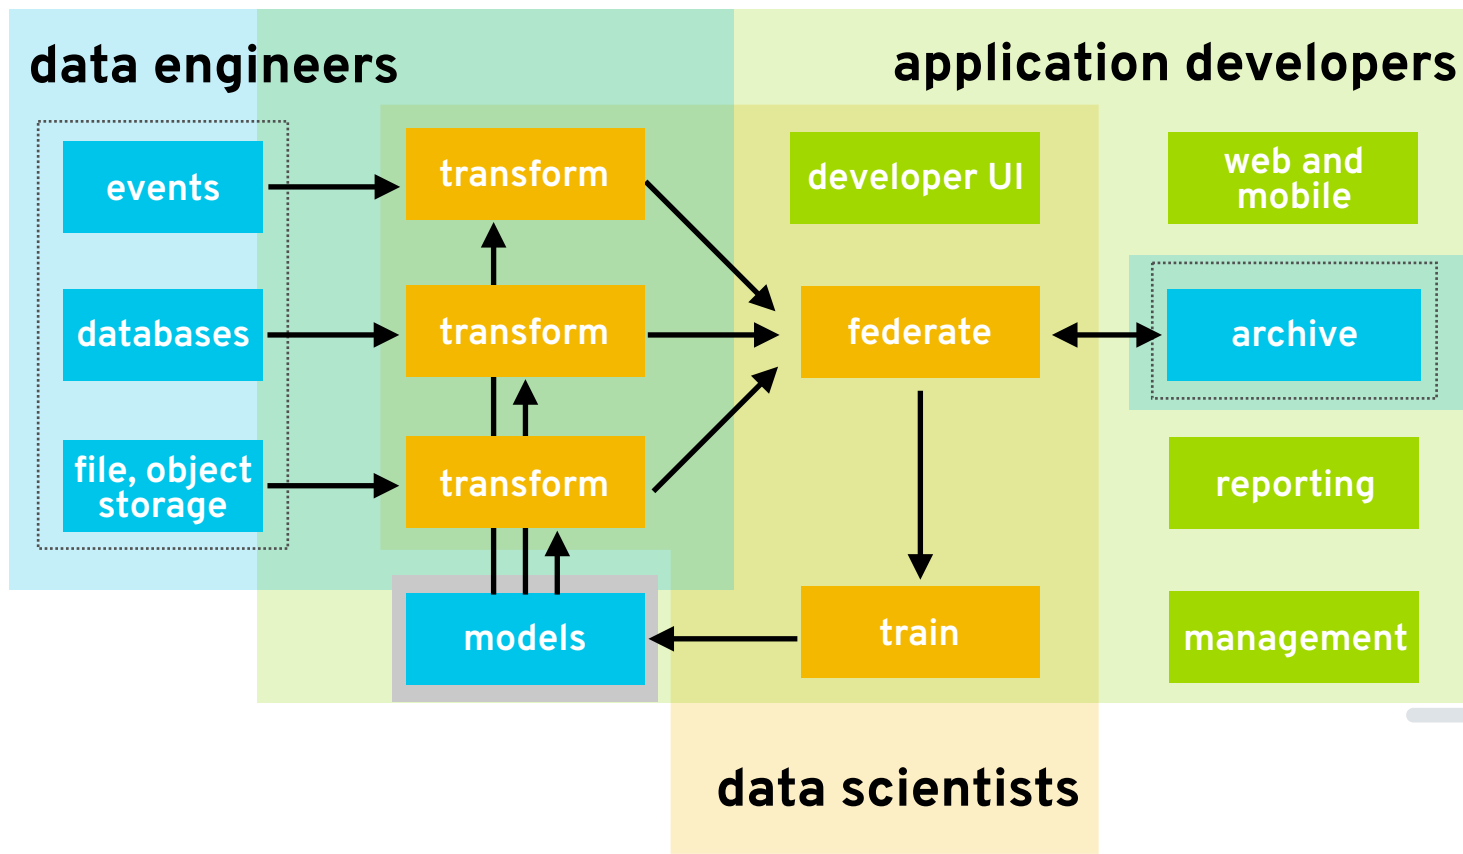 data engineers
application developers
events
transform
developer UI
web and
mobile
databases
transform
federate
archive
file, object
storage
transform
reporting
models
train
management
data scientists